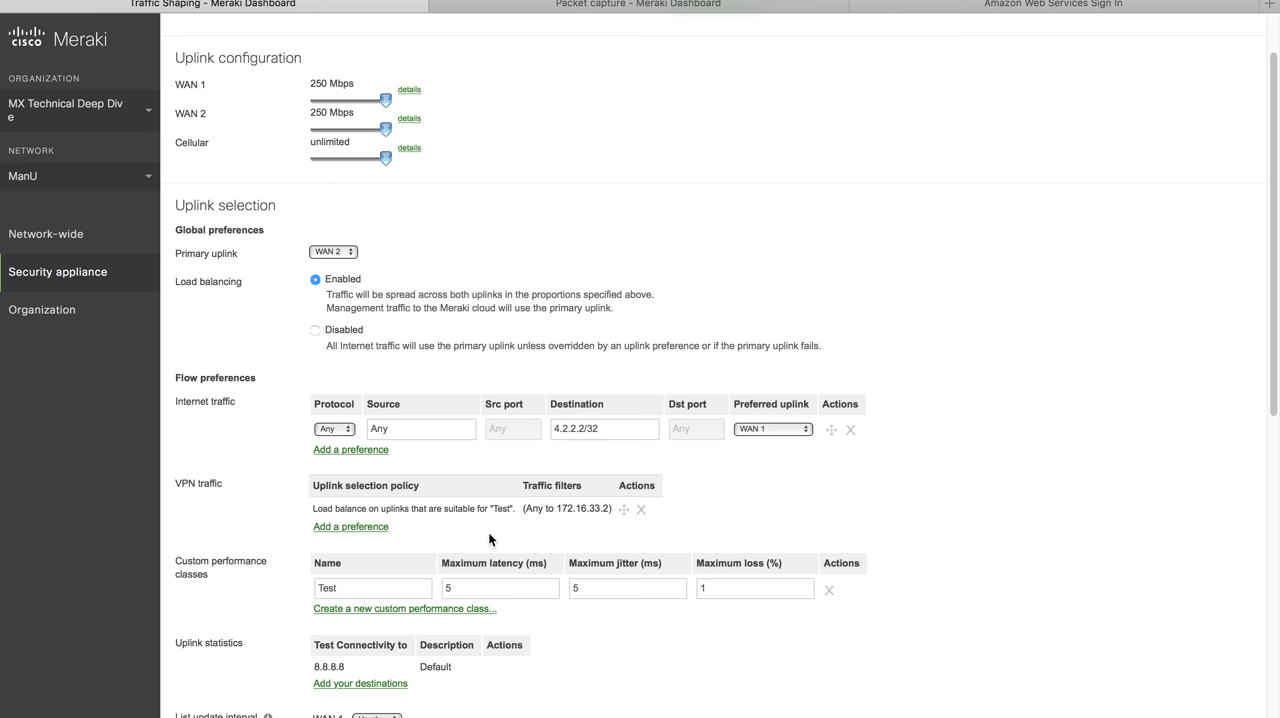 Traffic Shaping - Meraki Dashboard
Packet capture - Meraki Dashboard
Amazon Web Services Sign In
cisco Meraki
ORGANIZATION
MX Technical Deep Div
e
NETWORK
ManU
Network-wide
Security appliance
Organization
Uplink configuration
WAN 1 250 Mbps details
WAN 2 250 Mbps details
Cellular unlimited details
Uplink selection
Global preferences
Primary uplink WAN 2
Load balancing Enabled
Traffic will be spread across both uplinks in the proportions specified above.
Management traffic to the Meraki cloud will use the primary uplink.
Disabled
All Internet traffic will use the primary uplink unless overridden by an uplink preference or if the primary uplink fails.
Flow preferences
Internet traffic Protocol Source Src port Destination Dst port Preferred uplink Actions
Any Any Any 4.2.2.2/32 Any WAN 1
Add a preference
VPN traffic Uplink selection policy Traffic filters Actions
Load balance on uplinks that are suitable for "Test". (Any to 172.16.33.2)
Add a preference
Custom performance
classes
Name Maximum latency (ms) Maximum jitter (ms) Maximum loss (%) Actions
Test 5 5 1
Create a new custom performance class...
Uplink statistics Test Connectivity to Description Actions
8.8.8.8 Default
Add your destinations
List update interval WAN 1